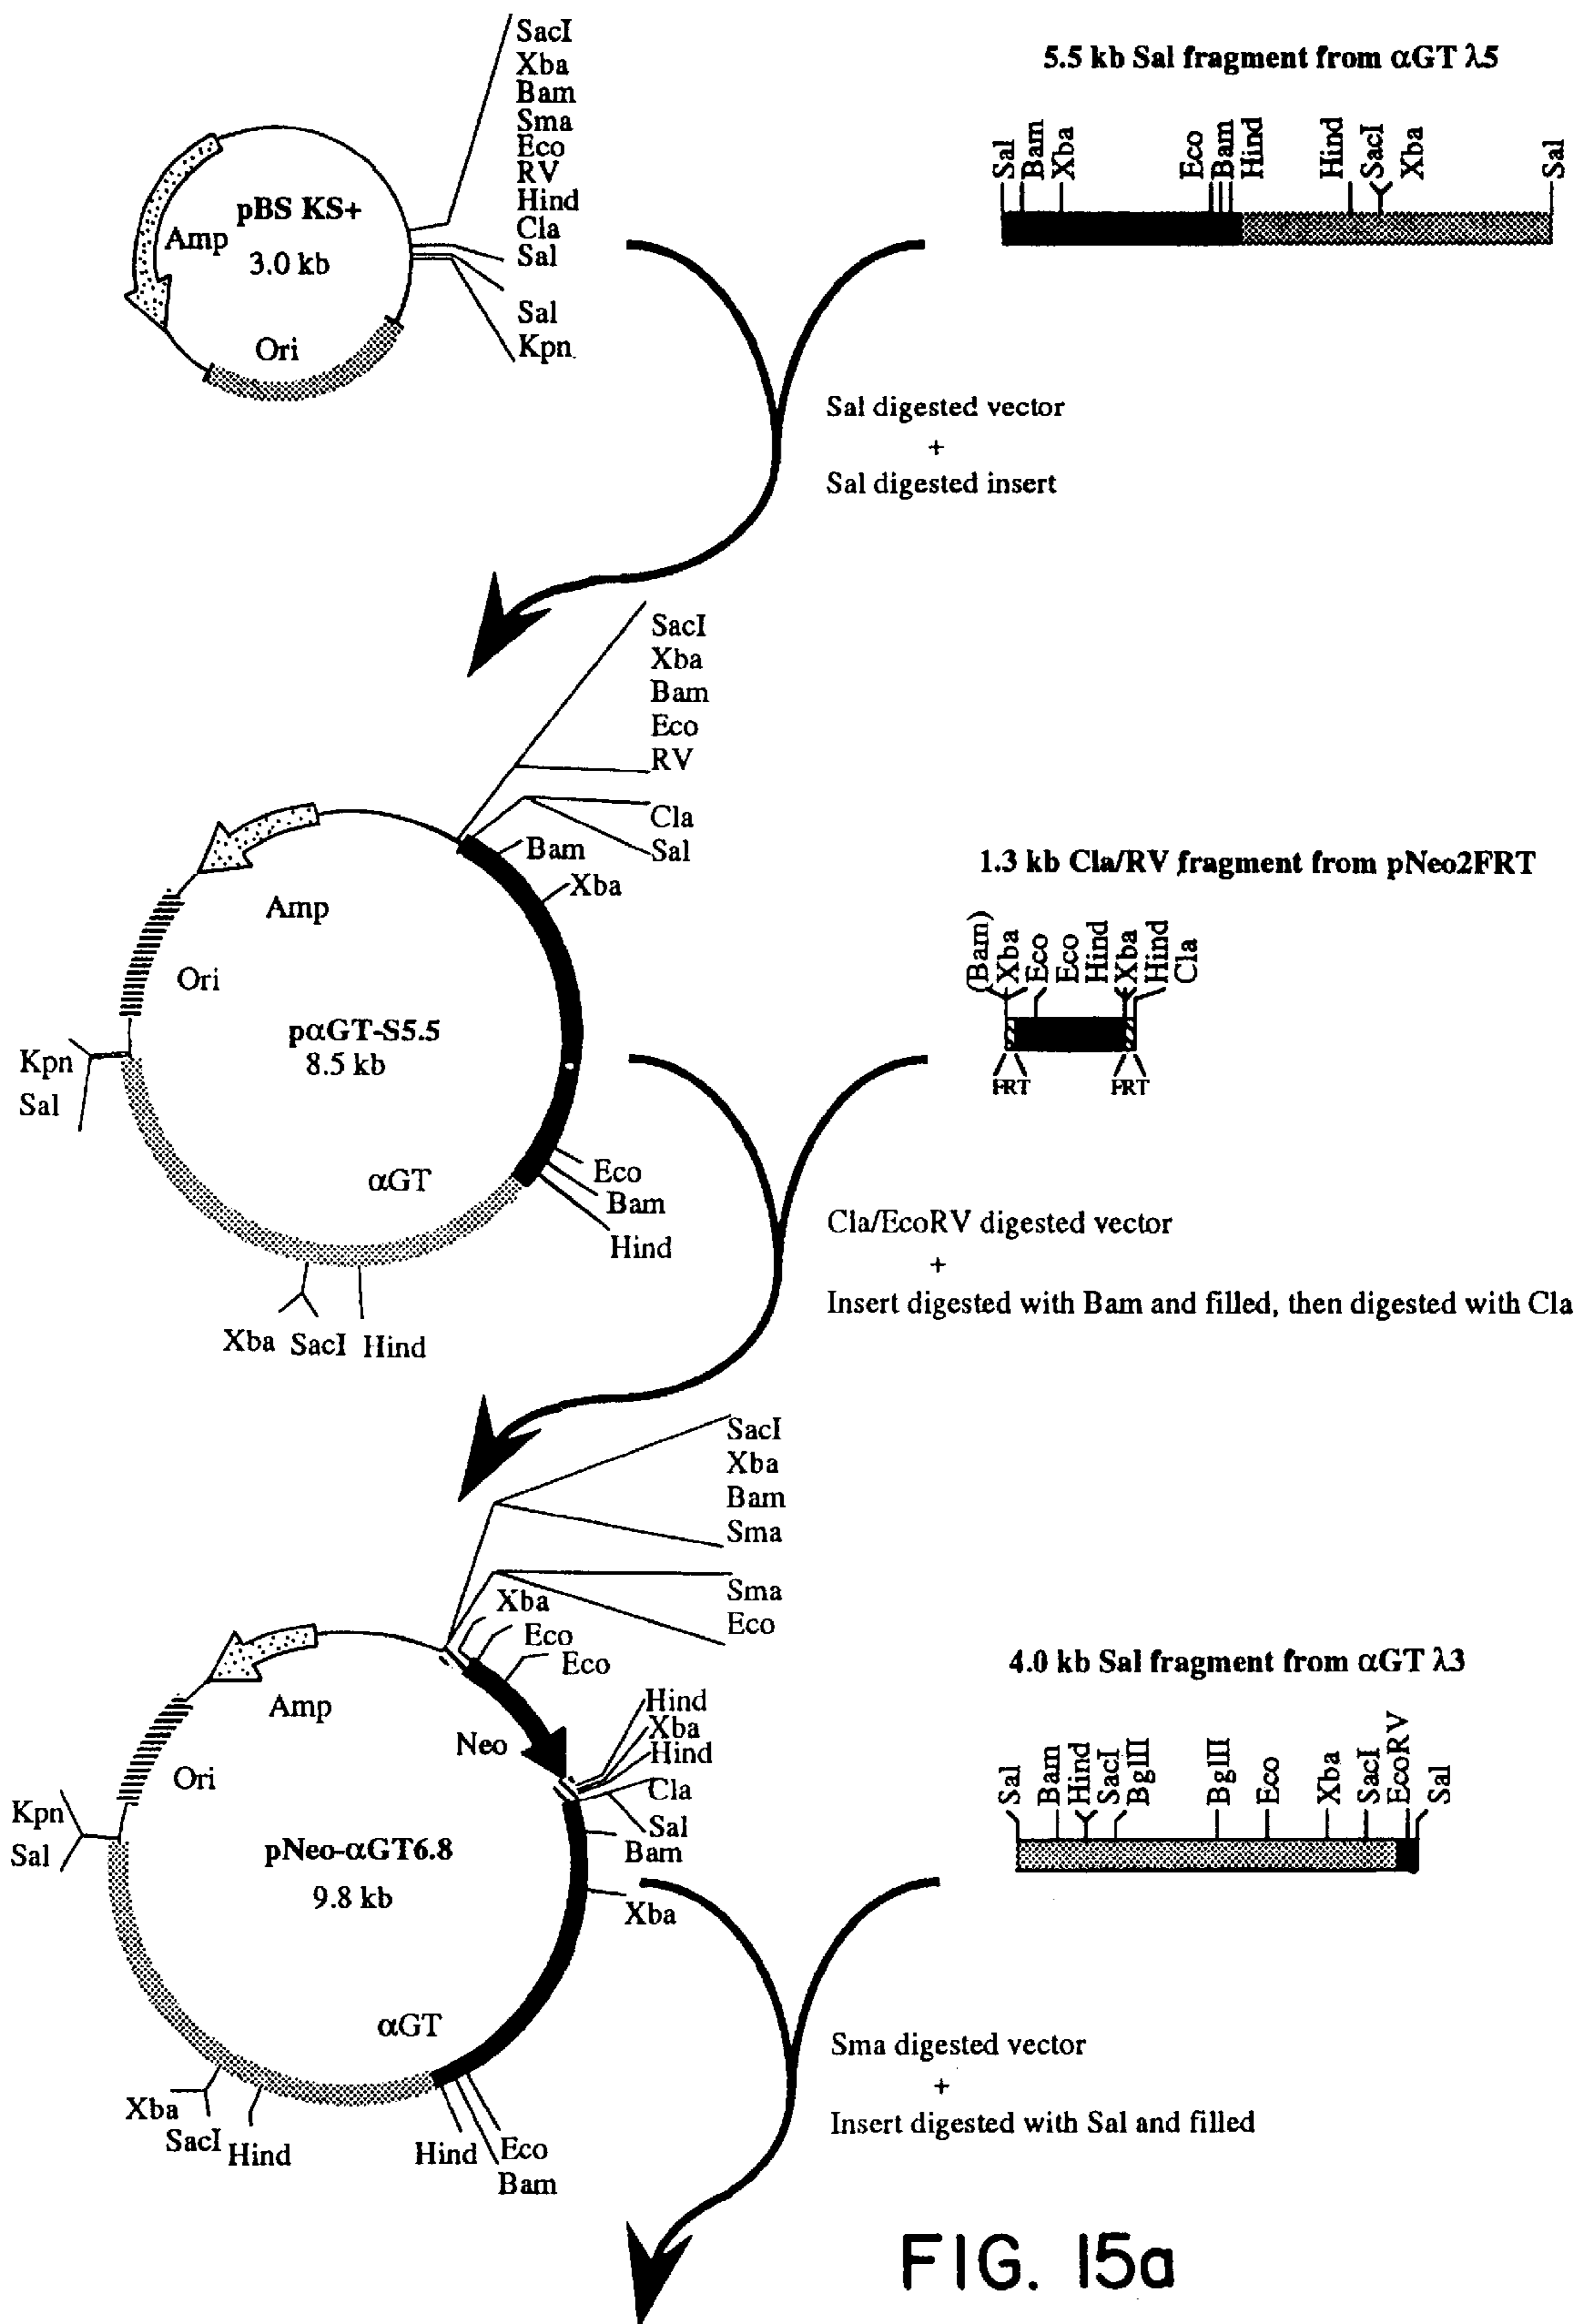 SacI
Xba
Bam
Sma
Eco
RV
Hind
Cla
Sal
Sal
Kpn
pBS KS+
3.0 kb
Amp
Ori
5.5 kb Sal fragment from αGT λ5
Sal
Bam
Xba
Eco
Bam
Hind
Hind
SacI
Xba
Sal
Sal digested vector
+
Sal digested insert
SacI
Xba
Bam
Eco
RV
Cla
Sal
Bam
Xba
Amp
Ori
pαGT-S5.5
8.5 kb
Kpn
Sal
αGT
Eco
Bam
Hind
Xba SacI Hind
1.3 kb Cla/RV fragment from pNeo2FRT
(Bam)
Xba
Eco
Eco
Hind
Xba
Hind
Cla
FRT
FRT
Cla/EcoRV digested vector
+
Insert digested with Bam and filled, then digested with Cla
SacI
Xba
Bam
Sma
Sma
Eco
Xba
Eco
Eco
Hind
Xba
Hind
Cla
Sal
Bam
Xba
Amp
Neo
Ori
Kpn
Sal
pNeo-αGT6.8
9.8 kb
αGT
Xba
SacI
Hind
Hind
Eco
Bam
4.0 kb Sal fragment from αGT λ3
Sal
Bam
Hind
SacI
BglII
BglII
Eco
Xba
SacI
EcoRV
Sal
Sma digested vector
+
Insert digested with Sal and filled
FIG. 15a